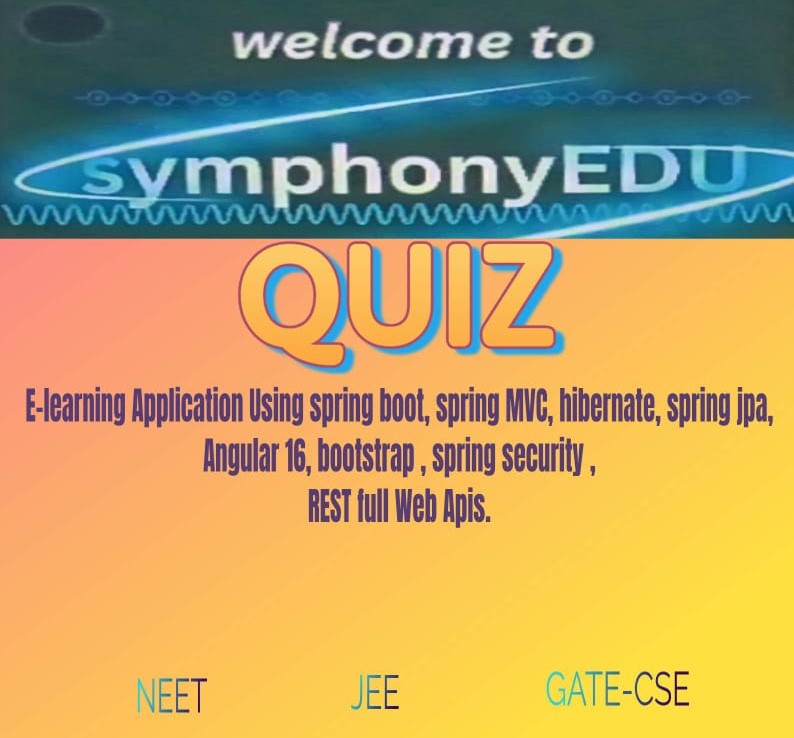 welcome to
symphonyEDU
QUIZ
E-learning Application Using spring boot, spring MVC, hibernate, spring jpa,
Angular 16, bootstrap , spring security ,
REST full Web Apis.
NEET JEE GATE-CSE